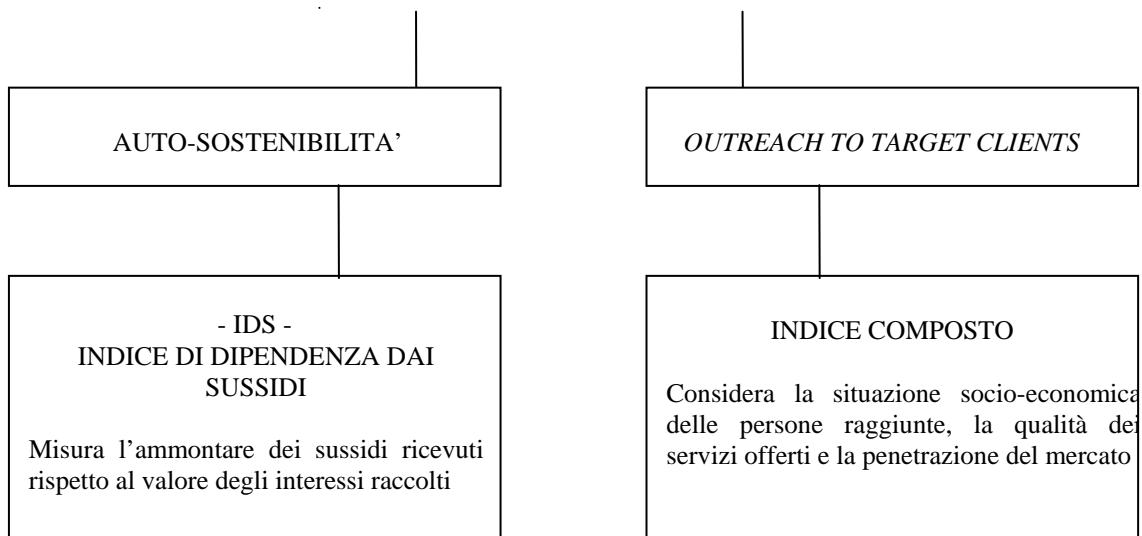 AUTO-SOSTENIBILITA’
OUTREACH TO TARGET CLIENTS
- IDS -
INDICE DI DIPENDENZA DAI
SUSSIDI
Misura l’ammontare dei sussidi ricevuti
rispetto al valore degli interessi raccolti
INDICE COMPOSTO
Considera la situazione socio-economica
delle persone raggiunte, la qualità dei
servizi offerti e la penetrazione del mercato